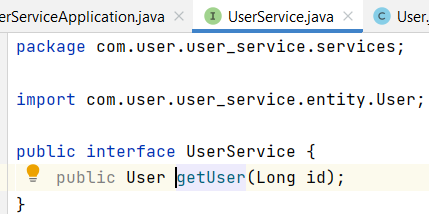 erServiceApplication.java UserService.java User.
package com.user.user_service.services;
import com.user.user_service.entity.User;
public interface UserService {
public User getUser(Long id);
}